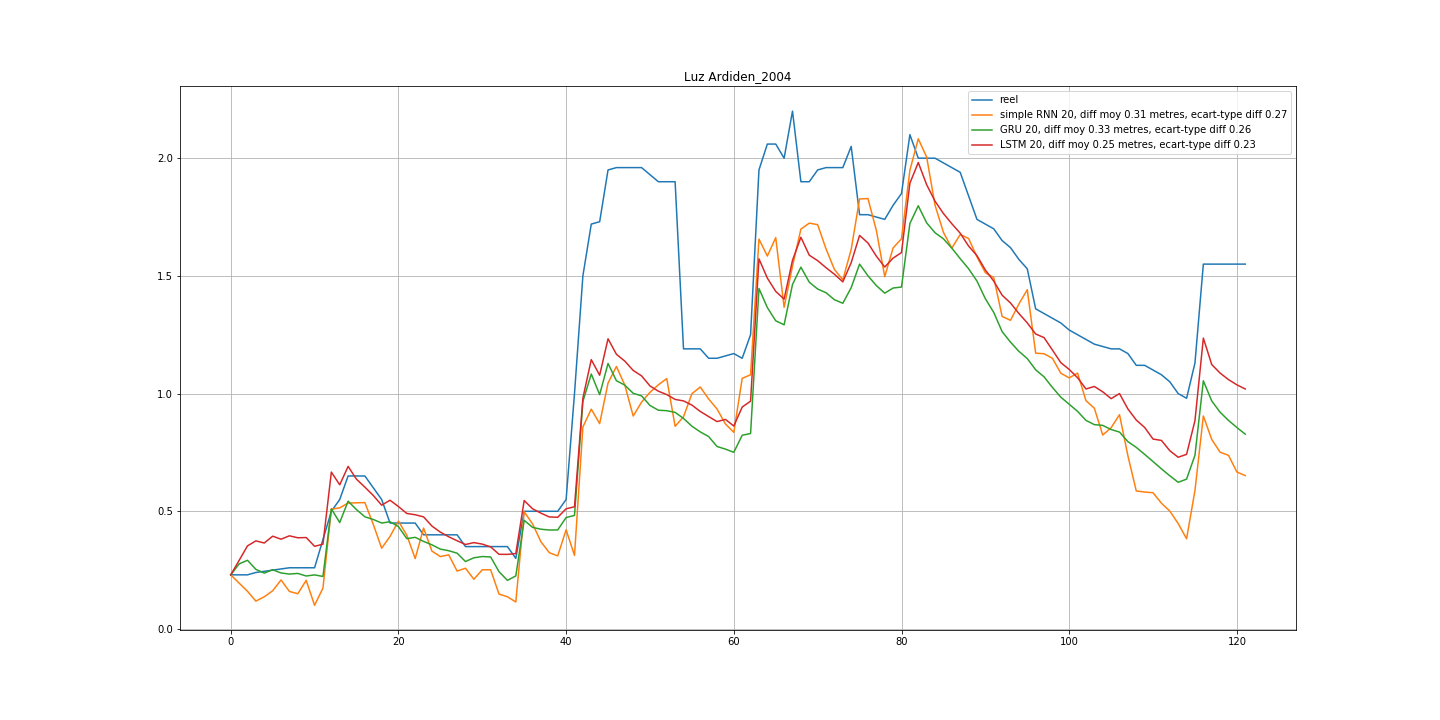 Luz Ardiden_2004
reel
simple RNN 20, diff moy 0.31 metres, ecart-type diff 0.27
GRU 20, diff moy 0.33 metres, ecart-type diff 0.26
LSTM 20, diff moy 0.25 metres, ecart-type diff 0.23
2.0
1.5
1.0
0.5
0.0
0 20 40 60 80 100 120